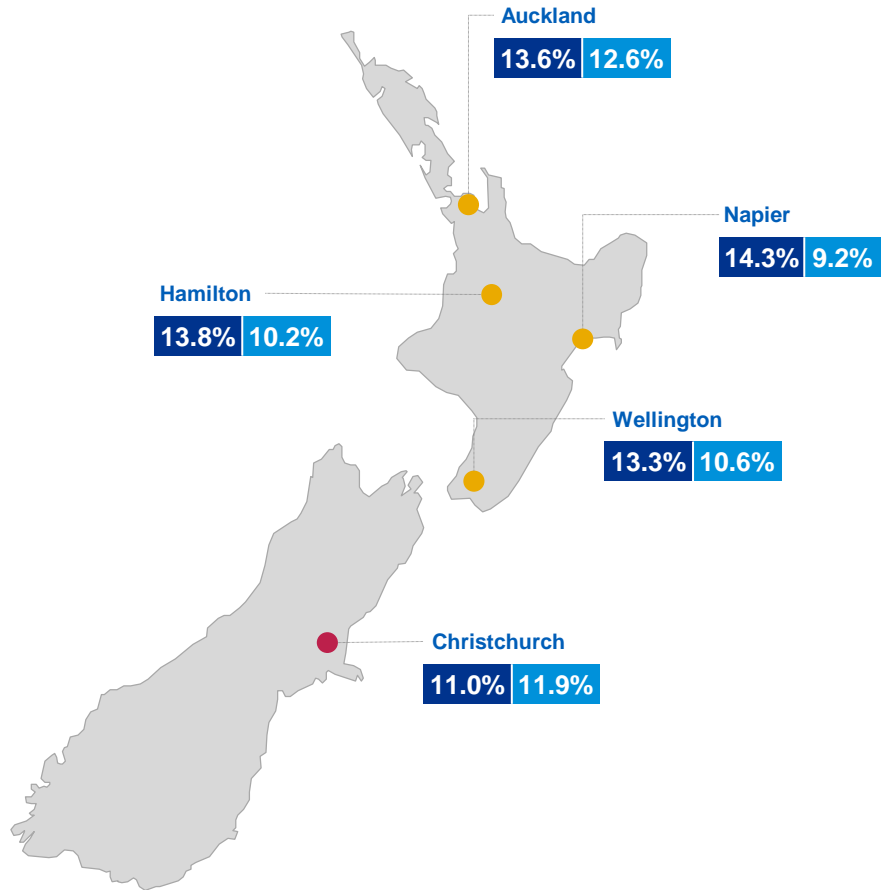 Auckland
13.6% 12.6%
Napier
14.3% 9.2%
Hamilton
13.8% 10.2%
Wellington
13.3% 10.6%
Christchurch
11.0% 11.9%